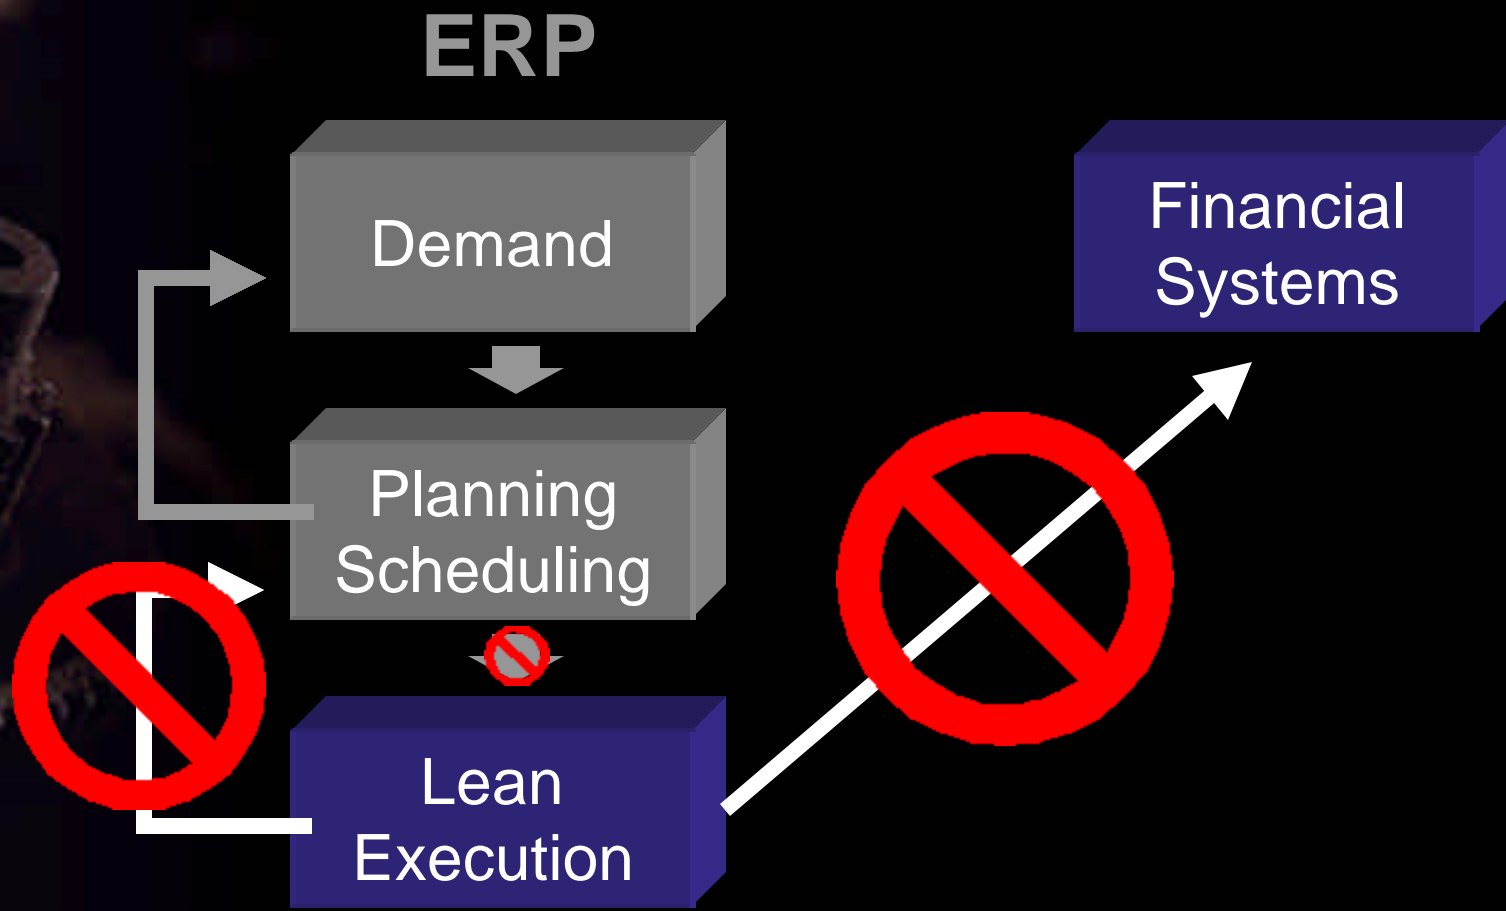 ERP
Demand
Financial
Systems
Planning
Scheduling
Lean
Execution